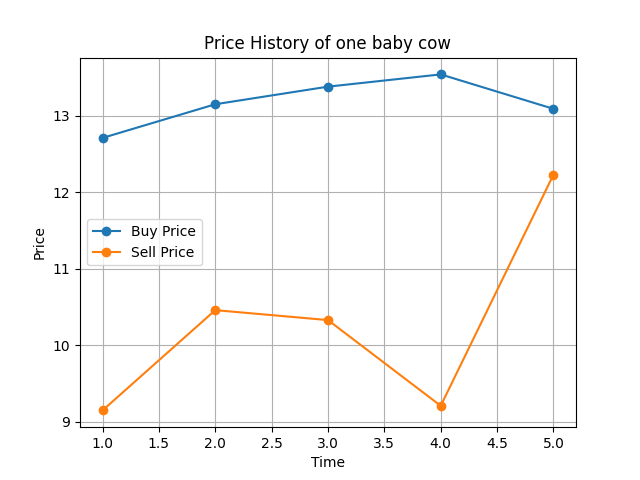 Price History of one baby cow
Price
13
12
11
10
9
Buy Price
Sell Price
1.0 1.5 2.0 2.5 3.0 3.5 4.0 4.5 5.0
Time